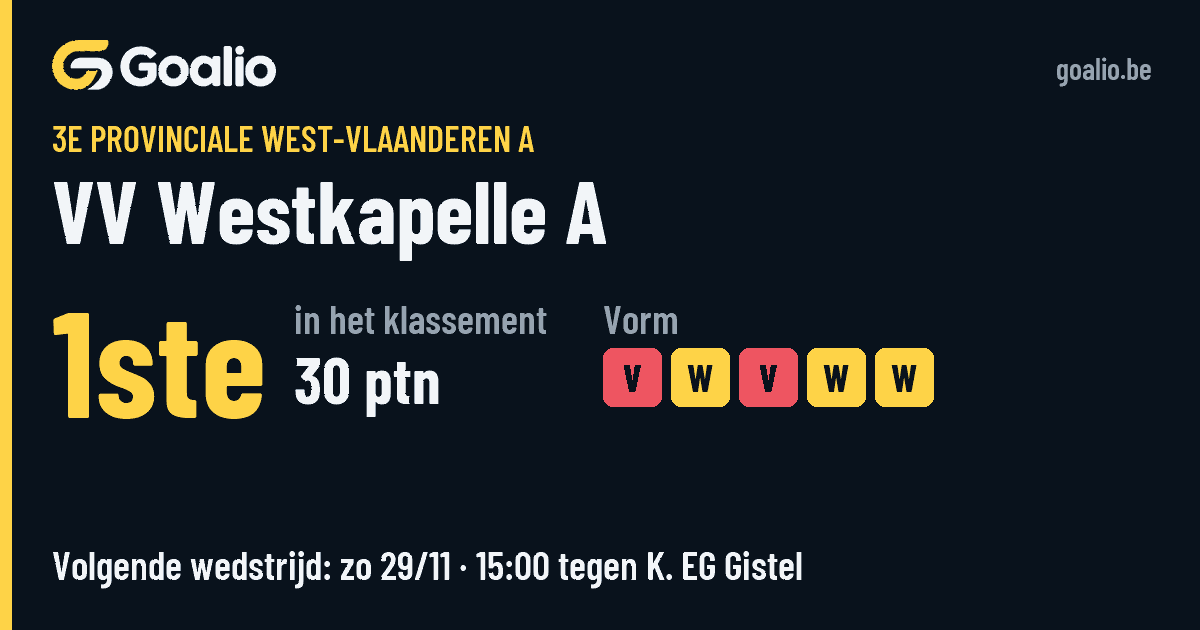 Goalio
goalio.be
3E PROVINCIALE WEST-VLAANDEREN A
VV Westkapelle A
1ste
in het klassement
30 ptn
Vorm
V W V W W
Volgende wedstrijd: zo 29/11 · 15:00 tegen K. EG Gistel